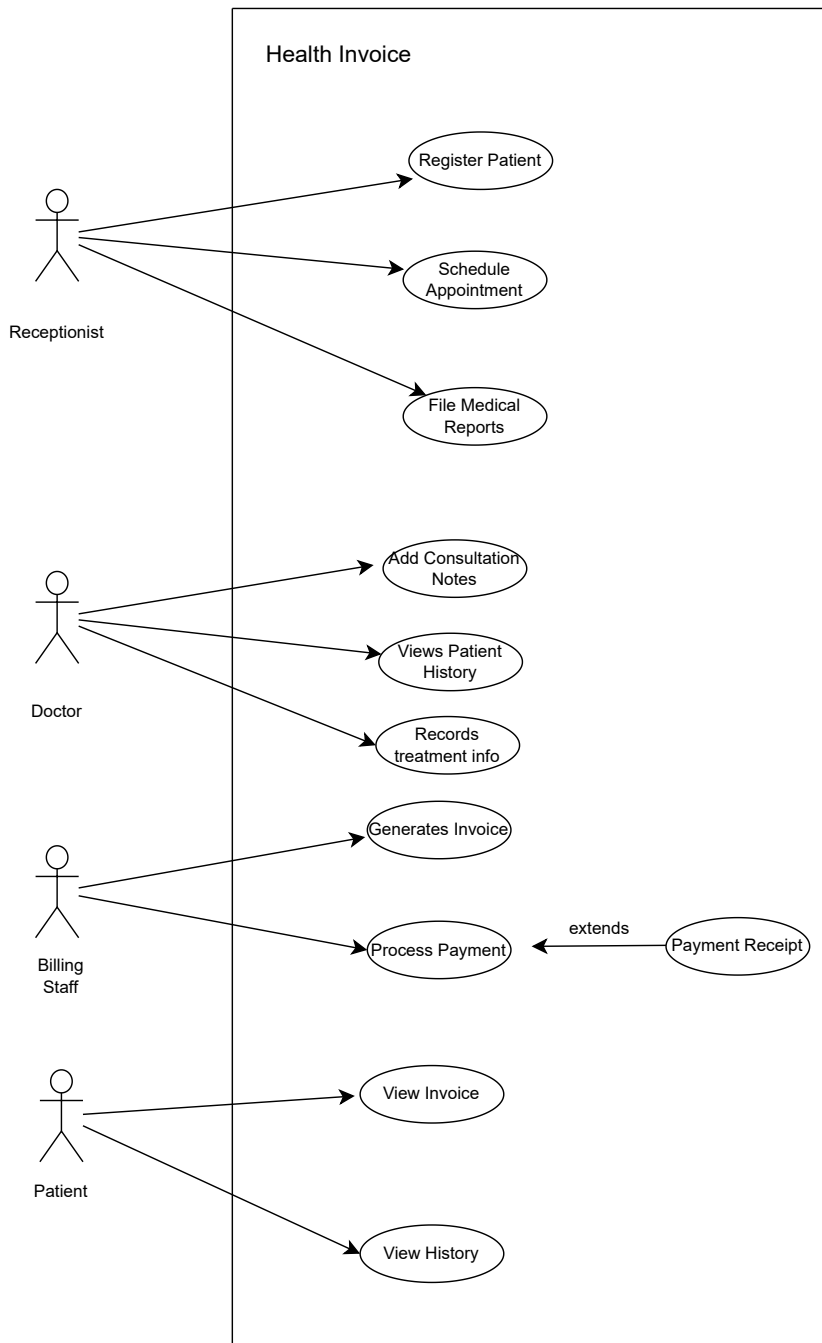 Health Invoice
Register Patient
Schedule
Appointment
Receptionist
File Medical
Reports
Add Consultation
Notes
Views Patient
History
Doctor
Records
treatment info
Generates Invoice
Process Payment
extends
Payment Receipt
Billing
Staff
View Invoice
Patient
View History